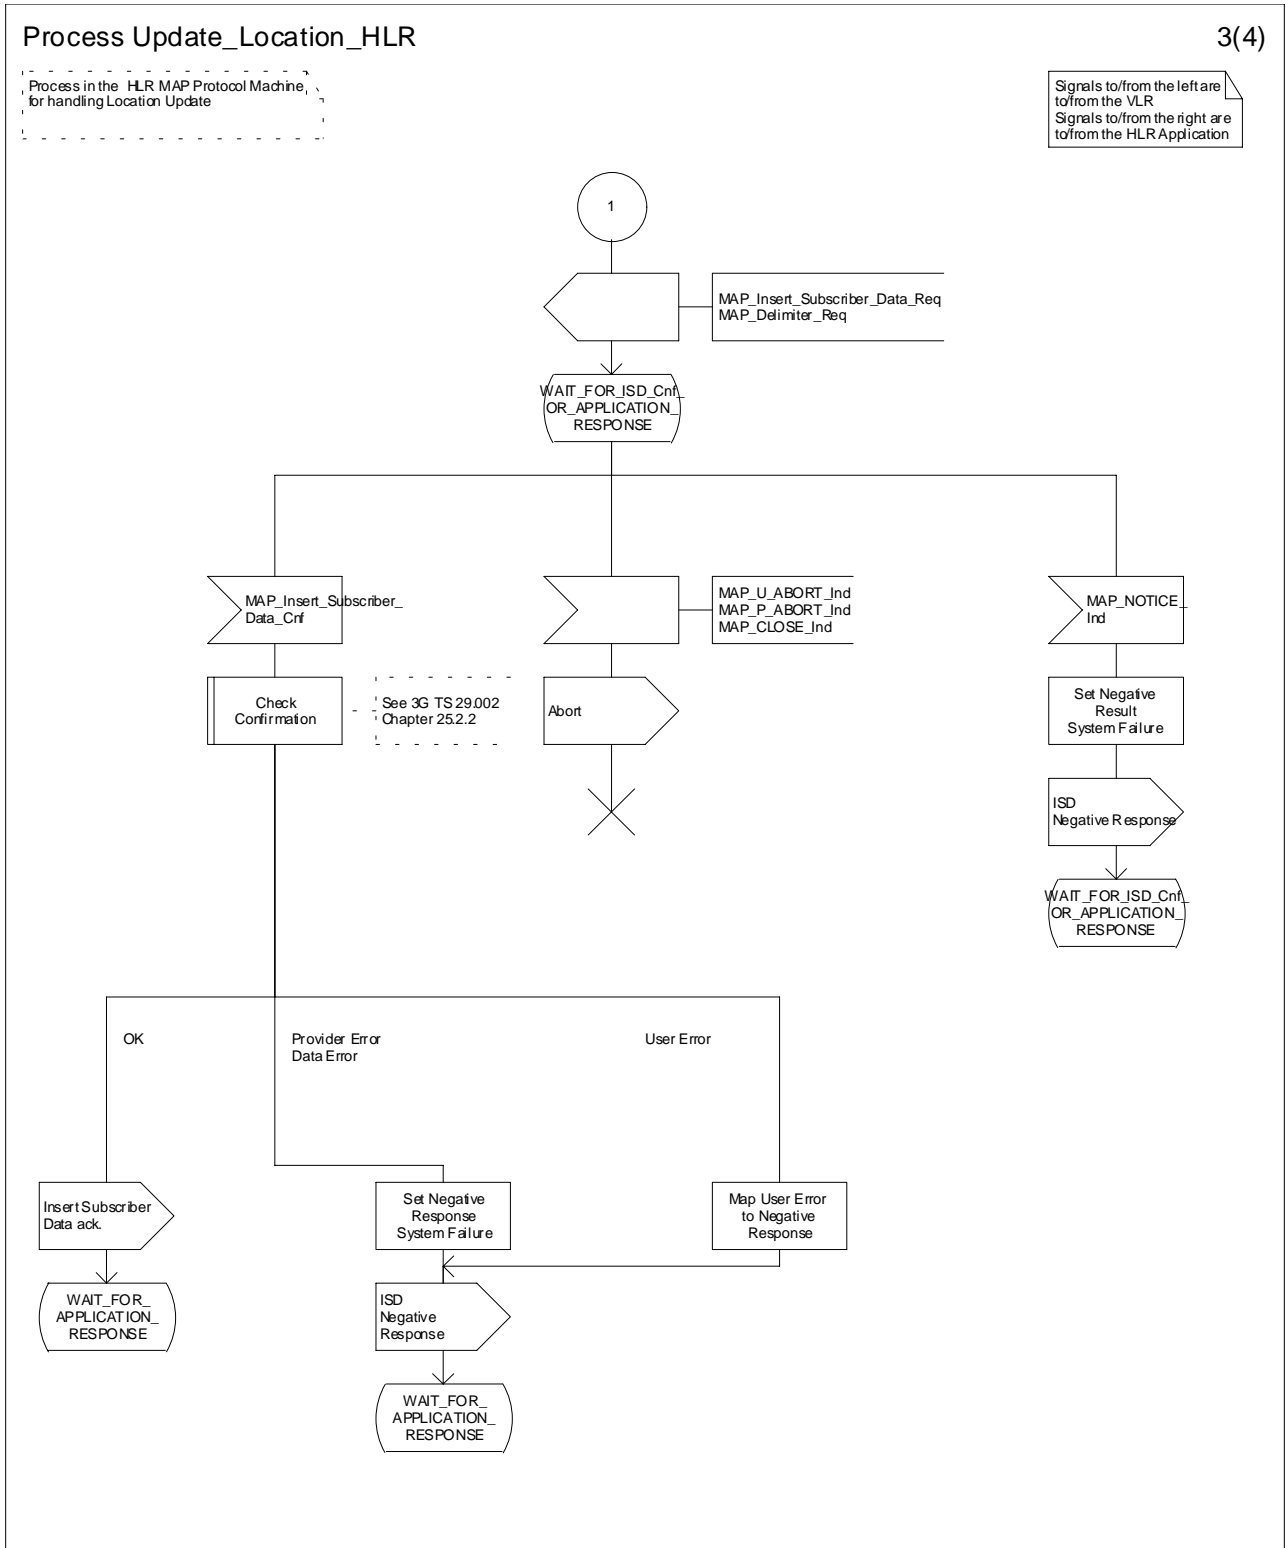 Process Update_Location_HLR
3(4)
Process in the HLR MAP Protocol Machine
for handling Location Update
Signals to/from the left are
to/from the VLR
Signals to/from the right are
to/from the HLR Application
1
MAP_Insert_Subscriber_Data_Req
MAP_Delimiter_Req
WAIT_FOR_ISD_Cnf_
OR_APPLICATION_
RESPONSE
MAP_Insert_Subscriber_
Data_Cnf
MAP_U_ABORT_Ind
MAP_P_ABORT_Ind
MAP_CLOSE_Ind
MAP_NOTICE_
Ind
Check
Confirmation
See 3G TS 29.002
Chapter 25.2.2
Abort
Set Negative
Result
System Failure
ISD
Negative Response
WAIT_FOR_ISD_Cnf_
OR_APPLICATION_
RESPONSE
OK
Provider Error
Data Error
User Error
Insert Subscriber
Data ack.
Set Negative
Response
System Failure
Map User Error
to Negative
Response
WAIT_FOR_
APPLICATION_
RESPONSE
ISD
Negative
Response
WAIT_FOR_
APPLICATION_
RESPONSE